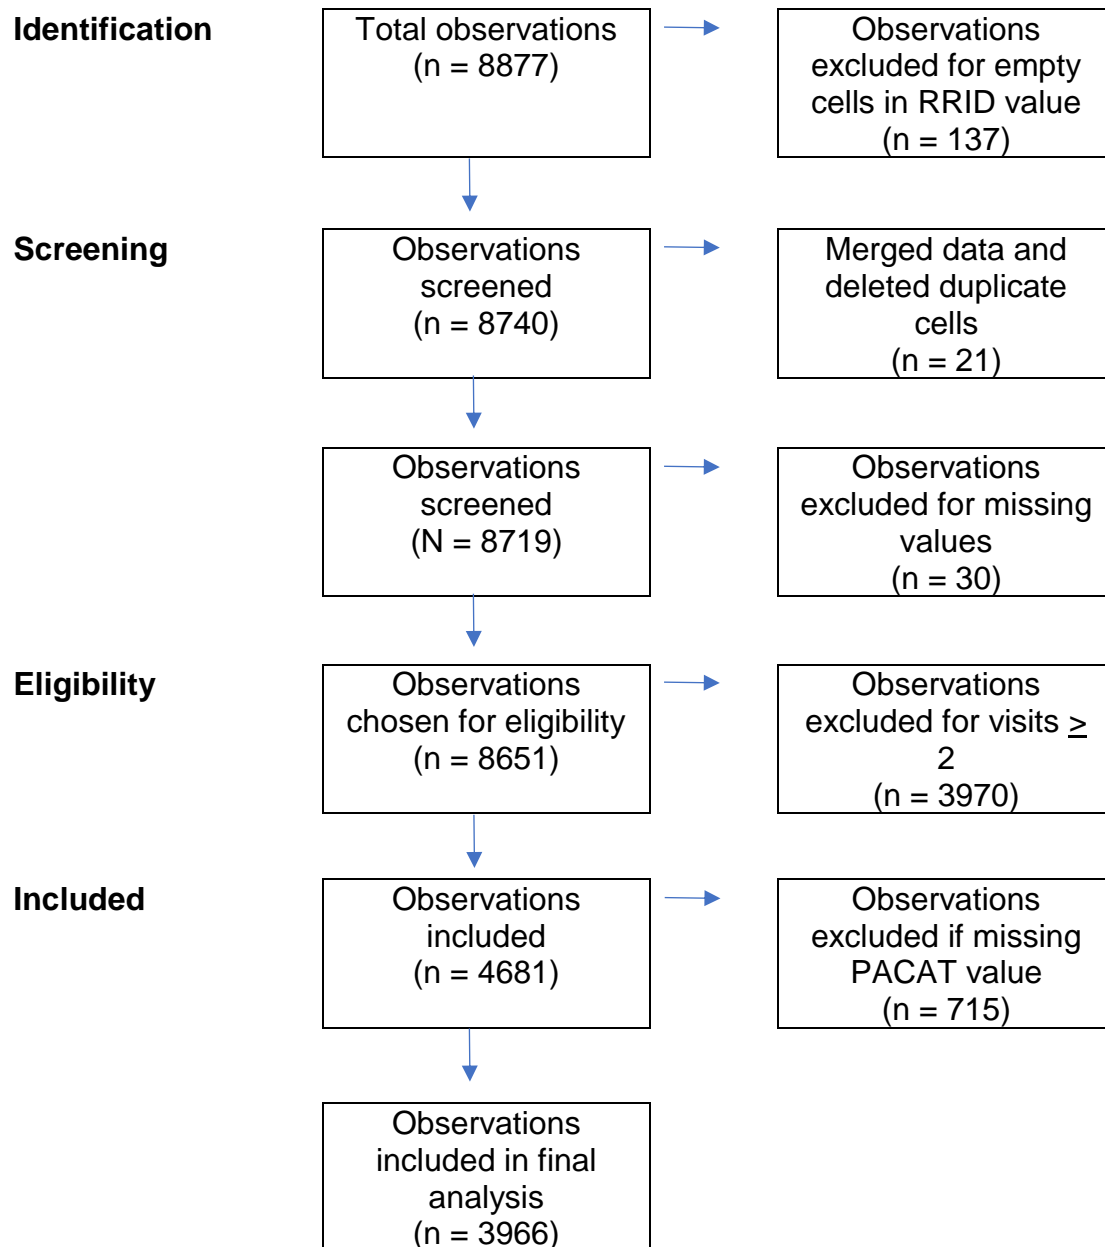 Identification
Total observations
(n = 8877)
Observations
excluded for empty
cells in RRID value
(n = 137)
Screening
Observations
screened
(n = 8740)
Merged data and
deleted duplicate
cells
(n = 21)
Observations
screened
(N = 8719)
Observations
excluded for missing
values
(n = 30)
Eligibility
Observations
chosen for eligibility
(n = 8651)
Observations
excluded for visits ≥
2
(n = 3970)
Included
Observations
included
(n = 4681)
Observations
excluded if missing
PACAT value
(n = 715)
Observations
included in final
analysis
(n = 3966)